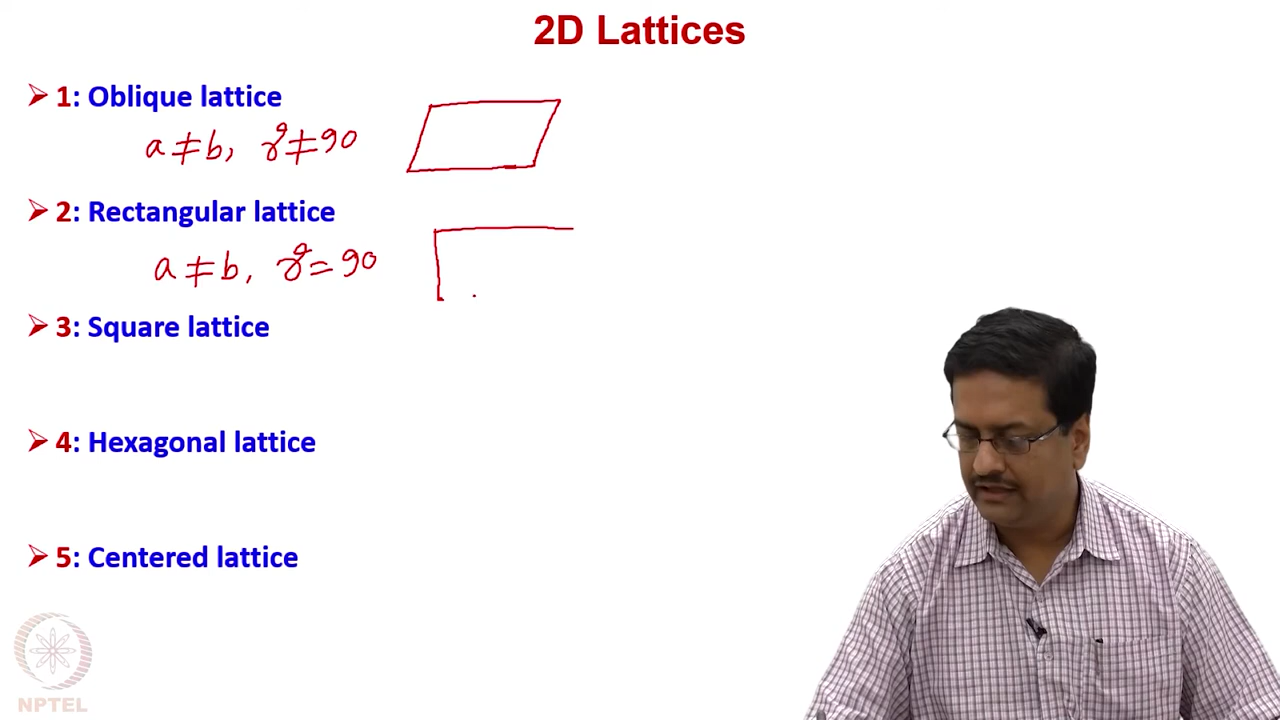 2D Lattices
➢ 1: Oblique lattice
a ≠ b, γ ≠ 90
➢ 2: Rectangular lattice
a ≠ b, γ = 90
➢ 3: Square lattice
➢ 4: Hexagonal lattice
➢ 5: Centered lattice
NPTEL